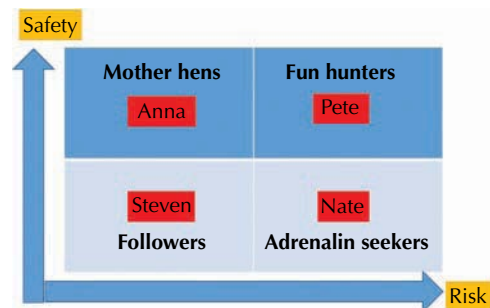 Safety
Mother hens Fun hunters
Anna Pete
Steven Nate
Followers Adrenalin seekers
Risk